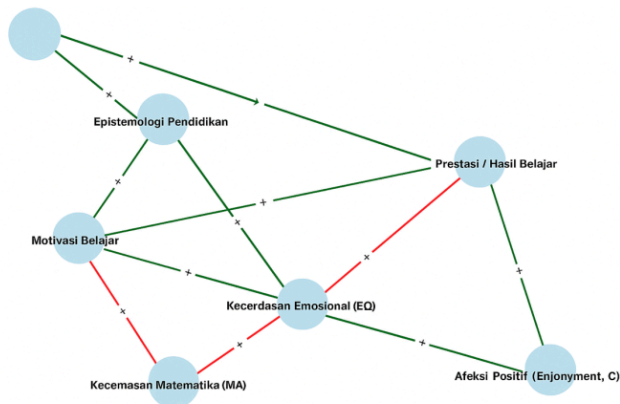 +
+
Epistemologi Pendidikan
Prestasi / Hasil Belajar
+
+
+
Motivasi Belajar
+
+
+
Kecerdasan Emosional (EQ)
+
+
+
Afeksi Positif (Enjonyment, C)
Kecemasan Matematika (MA)